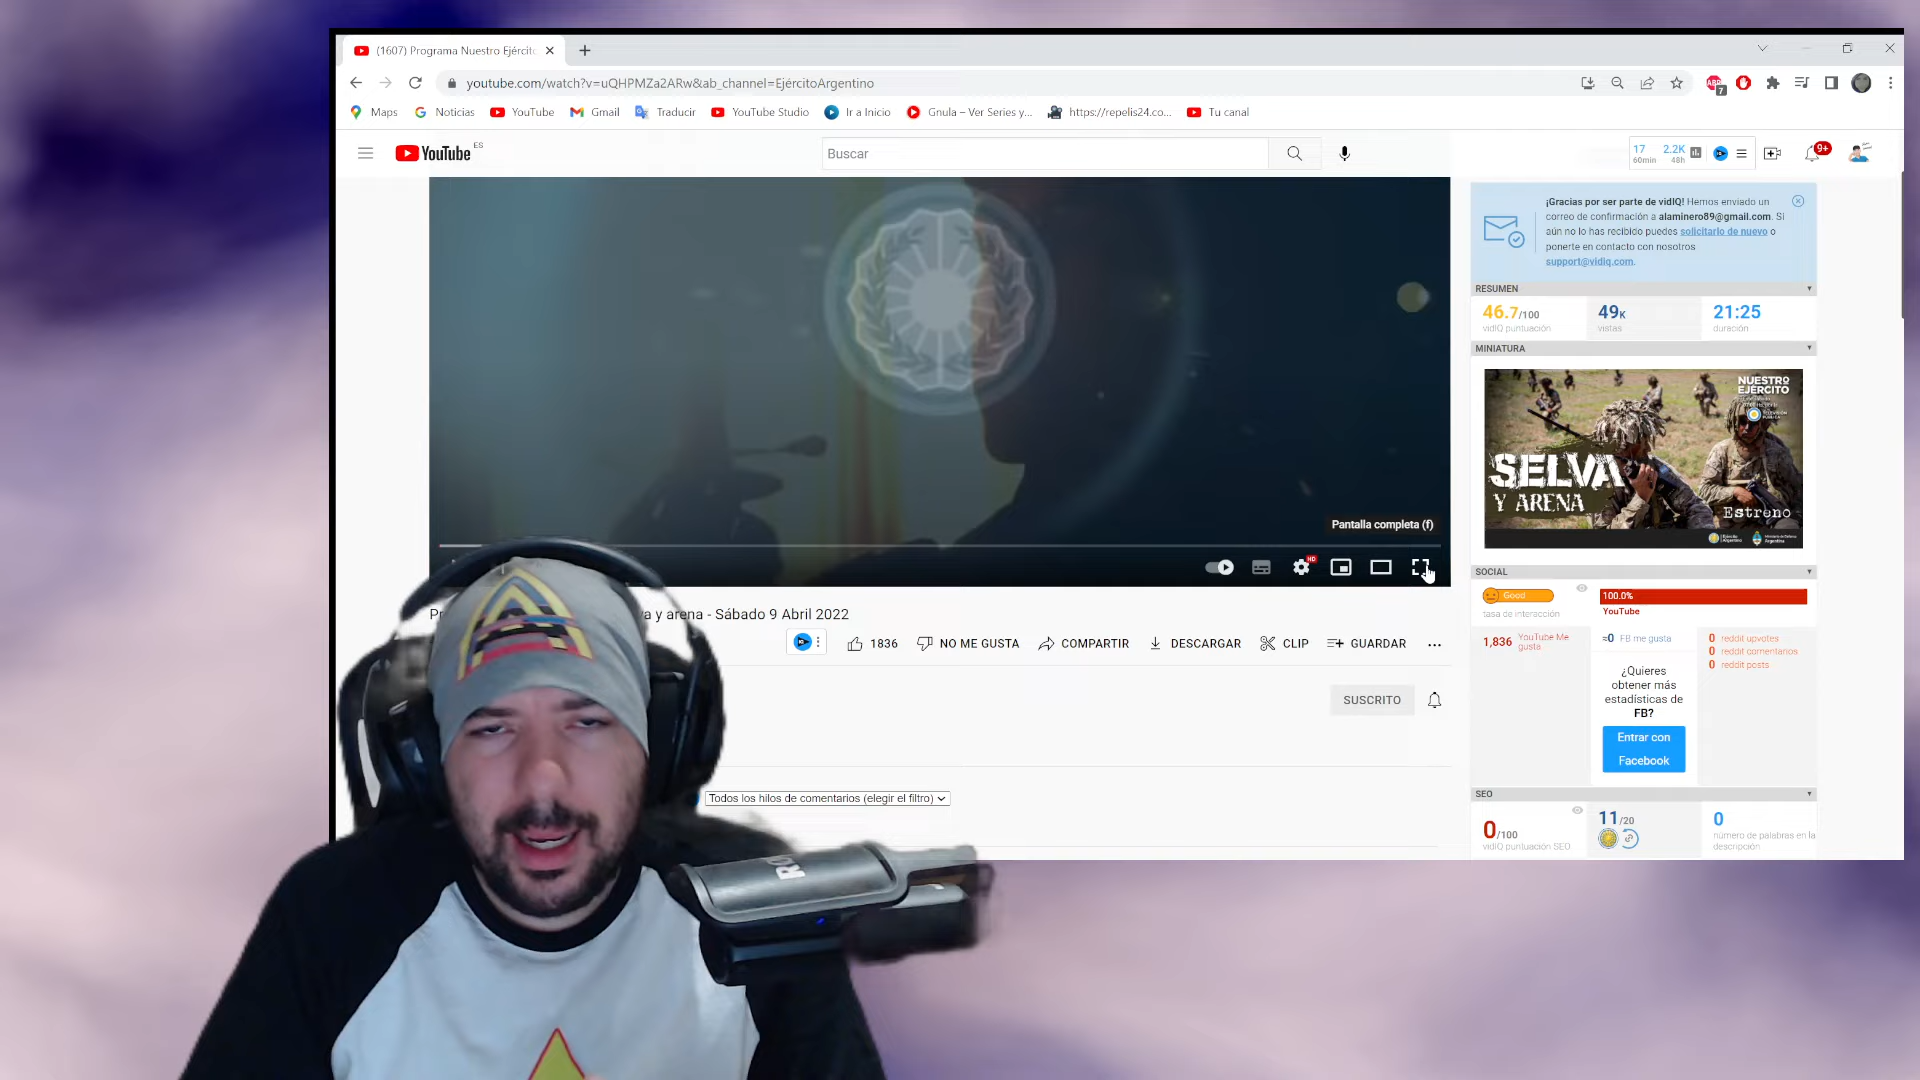 (1607) Programa Nuestro Ejércit
youtube.com/watch?v=uQHPMZa2ARw&ab_channel=EjércitoArgentino
ABP
7
Maps
Noticias
YouTube
Gmail
Traducir
YouTube Studio
Ir a Inicio
Gnula – Ver Series y...
https://repelis24.co...
Tu canal
YouTube
ES
Buscar
17
60min
2.2K
48h
9+
¡Gracias por ser parte de vidIQ! Hemos enviado un
correo de confirmación a alaminero89@gmail.com. Si
aún no lo has recibido puedes solicitarlo de nuevo o
ponerte en contacto con nosotros
support@vidiq.com.
RESUMEN
46.7/100
vidIQ puntuación
49K
vistas
21:25
duración
MINIATURA
NUESTRO
EJÉRCITO
SELVA
Y ARENA
Estreno
Pantalla completa (f)
HD
SOCIAL
Good
tasa de interacción
100.0%
YouTube
1,836 YouTube Me
gusta
≈0 FB me gusta
¿Quieres
obtener más
estadísticas de
FB?
Entrar con
Facebook
0 reddit upvotes
0 reddit comentarios
0 reddit posts
Pr
a y arena - Sábado 9 Abril 2022
1836
NO ME GUSTA
COMPARTIR
DESCARGAR
CLIP
GUARDAR
SUSCRITO
Todos los hilos de comentarios (elegir el filtro)
SEO
0/100
vidIQ puntuación SEO
11/20
0
número de palabras en la
descripción